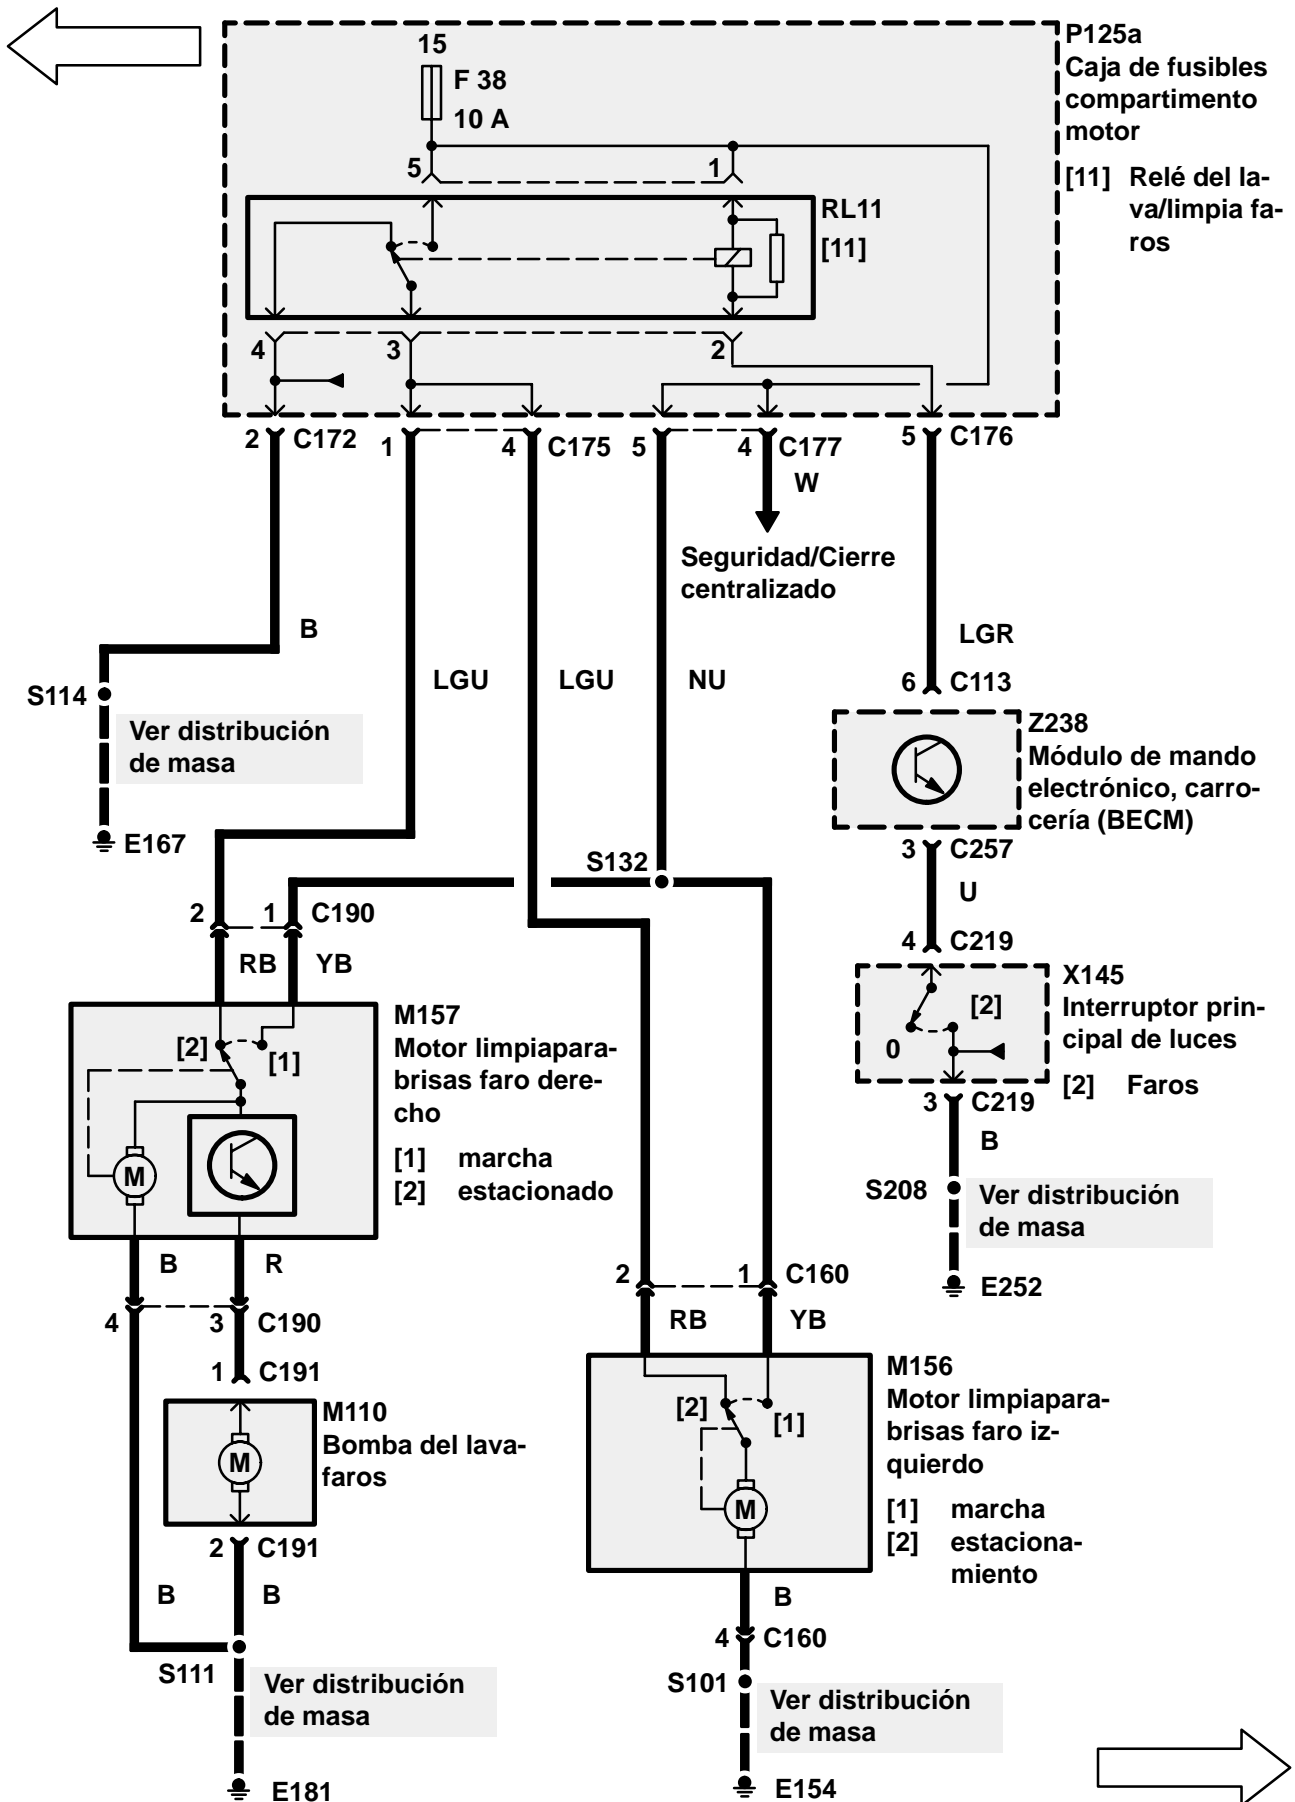 15
F 38
10 A
P125a
Caja de fusibles
compartimento
motor
[11] Relé del la-
va/limpia fa-
ros
5
1
RL11
[11]
4
3
2
2 C172
1
4 C175
5
4 C177
5 C176
W
Seguridad/Cierre
centralizado
B
LGU
LGU
NU
LGR
S114
Ver distribución
de masa
E167
6 C113
Z238
Módulo de mando
electrónico, carro-
cería (BECM)
3 C257
U
S132
2
1 C190
RB
YB
4 C219
X145
Interruptor prin-
cipal de luces
[2] Faros
[2]
0
3 C219
B
S208
Ver distribución
de masa
E252
M157
Motor limpiapara-
brisas faro dere-
cho
[1] marcha
[2] estacionado
[2]
[1]
M
B
R
4
3 C190
1 C191
M110
Bomba del lava-
faros
M
2 C191
B
B
S111
Ver distribución
de masa
E181
2
1 C160
RB
YB
M156
Motor limpiapara-
brisas faro iz-
quierdo
[1] marcha
[2] estaciona-
miento
[2]
[1]
M
B
4 C160
S101
Ver distribución
de masa
E154